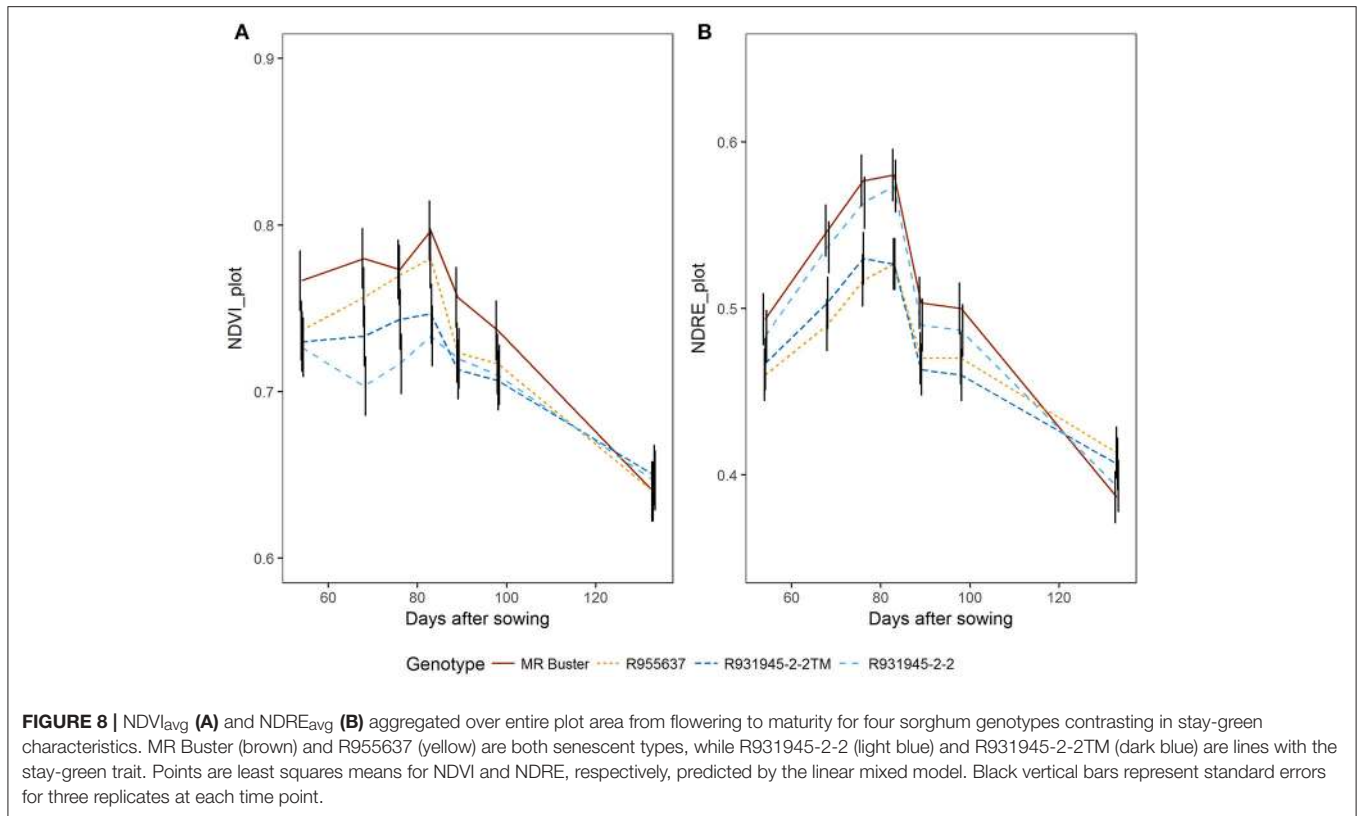 A
B
0.9
0.8
0.7
0.6
NDVI_plot
60
80
100
120
Days after sowing
0.6
0.5
0.4
NDRE_plot
60
80
100
120
Days after sowing
Genotype MR Buster R955637 R931945-2-2TM R931945-2-2
FIGURE 8 | NDVIavg (A) and NDREavg (B) aggregated over entire plot area from flowering to maturity for four sorghum genotypes contrasting in stay-green
characteristics. MR Buster (brown) and R955637 (yellow) are both senescent types, while R931945-2-2 (light blue) and R931945-2-2TM (dark blue) are lines with the
stay-green trait. Points are least squares means for NDVI and NDRE, respectively, predicted by the linear mixed model. Black vertical bars represent standard errors
for three replicates at each time point.